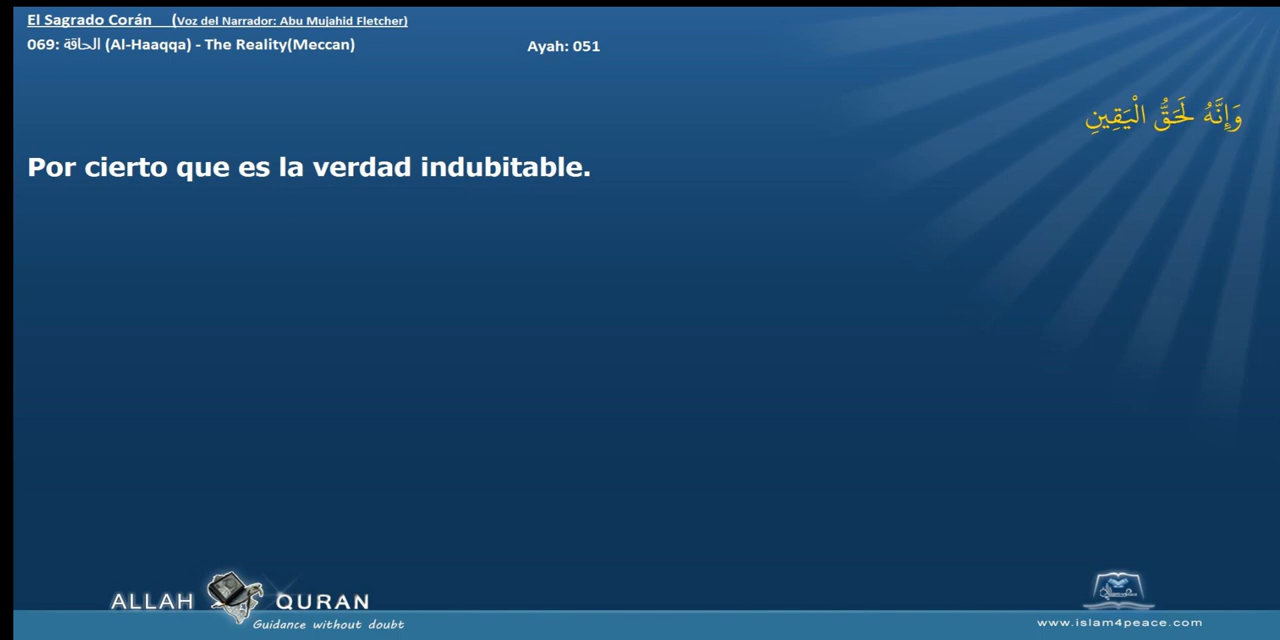 El Sagrado Corán (Voz del Narrador: Abu Mujahid Fletcher)
069: الحاقة (Al-Haaqqa) - The Reality(Meccan) Ayah: 051
وَإِنَّهُ لَحَقُّ الْيَقِينِ
Por cierto que es la verdad indubitable.
ALLAH QURAN
Guidance without doubt
www.islam4peace.com